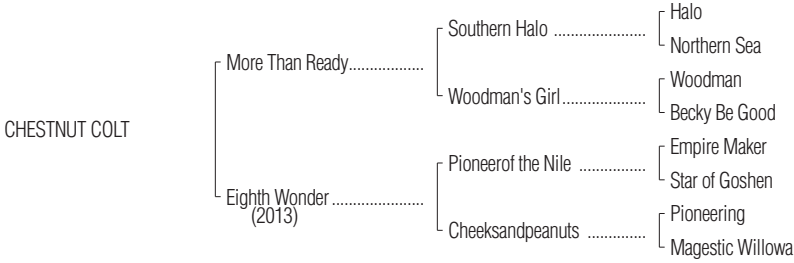 Halo
Southern Halo .....................
Northern Sea
More Than Ready..................
Woodman
Woodman's Girl...................
Becky Be Good
CHESTNUT COLT
Empire Maker
Pioneerof the Nile ................
Star of Goshen
Eighth Wonder .....................
(2013)
Pioneering
Cheeksandpeanuts ..............
Magestic Willowa